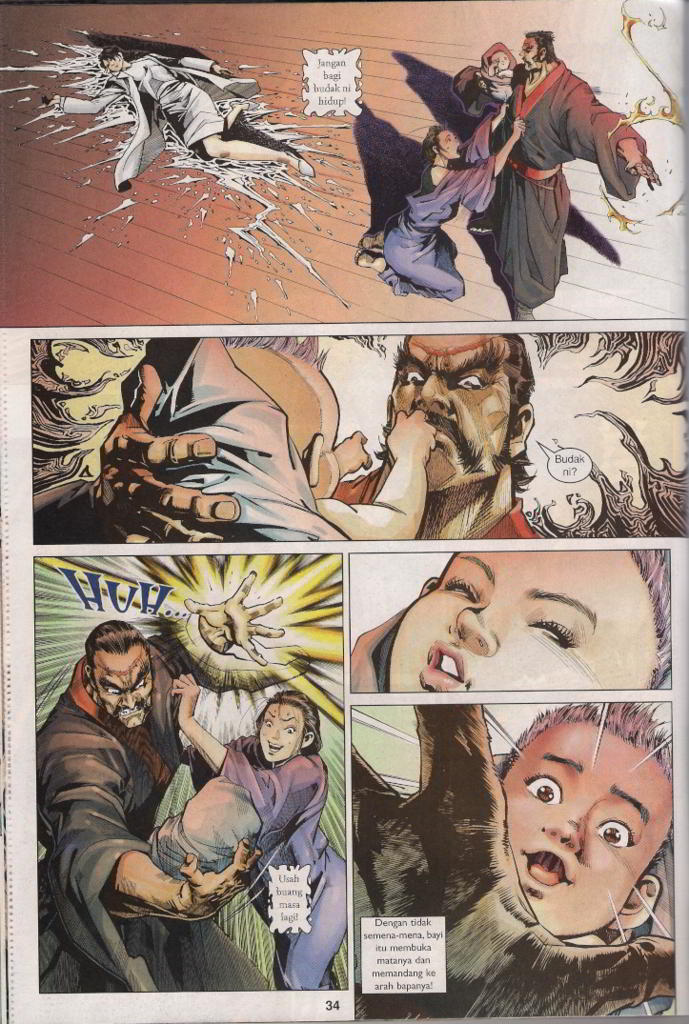 Jangan
bagi
budak ni
hidup!
Budak
ni?
HUH...
Usah
buang
masa
lagi!
Dengan tidak
semena-mena, bayi
itu membuka
matanya dan
memandang ke
arah bapanya!
34